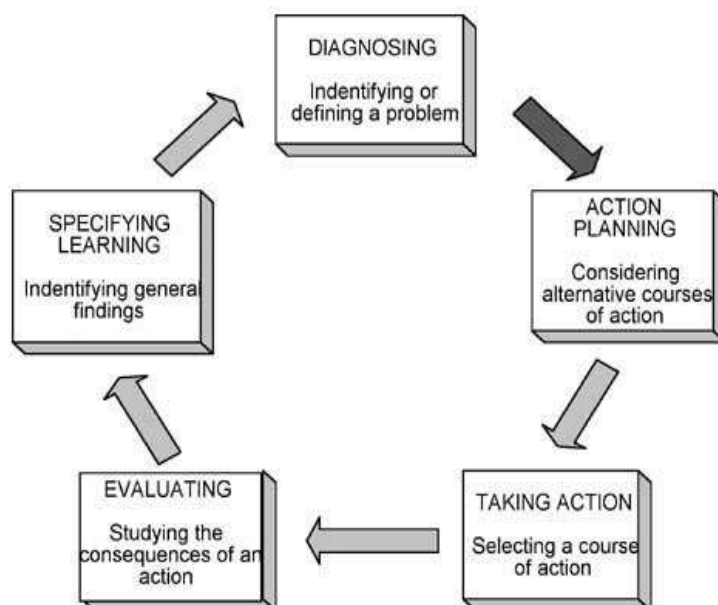 DIAGNOSING
Indentifying or
defining a problem
ACTION
PLANNING
Considering
alternative courses
of action
TAKING ACTION
Selecting a course
of action
EVALUATING
Studying the
consequences of an
action
SPECIFYING
LEARNING
Indentifying general
findings